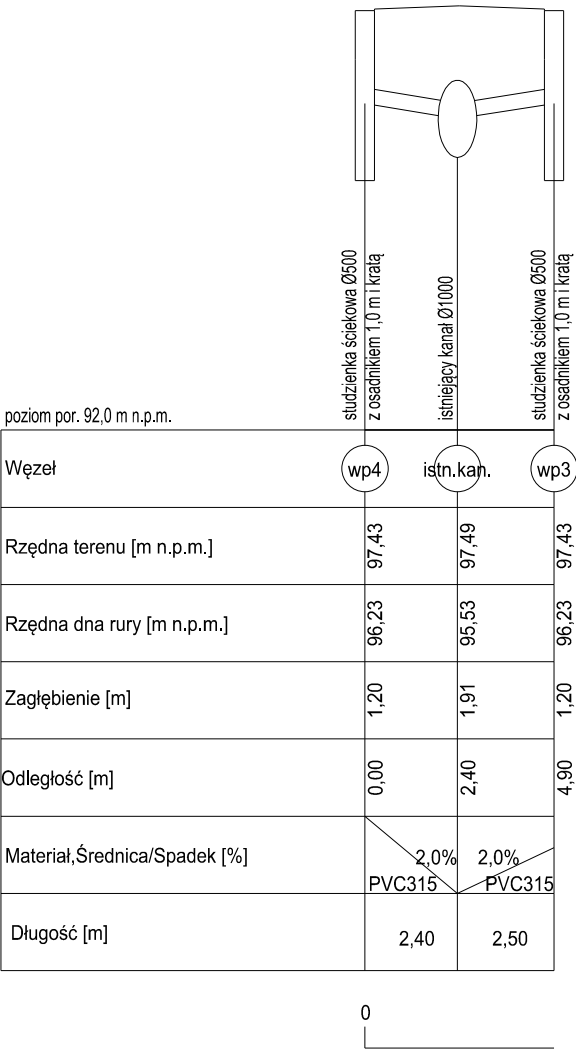 studzienka ściekowa Ø500
z osadnikiem 1,0 m i kratą
istniejący kanał Ø1000
studzienka ściekowa Ø500
z osadnikiem 1,0 m i kratą
poziom por. 92,0 m n.p.m.
Węzeł wp4 istn.kan. wp3
Rzędna terenu [m n.p.m.] 97,43 97,49 97,43
Rzędna dna rury [m n.p.m.] 96,23 95,53 96,23
Zagłębienie [m] 1,20 1,91 1,20
Odległość [m] 0,00 2,40 4,90
Materiał,Średnica/Spadek [%] 2,0% 2,0%
PVC315 PVC315
Długość [m] 2,40 2,50
0